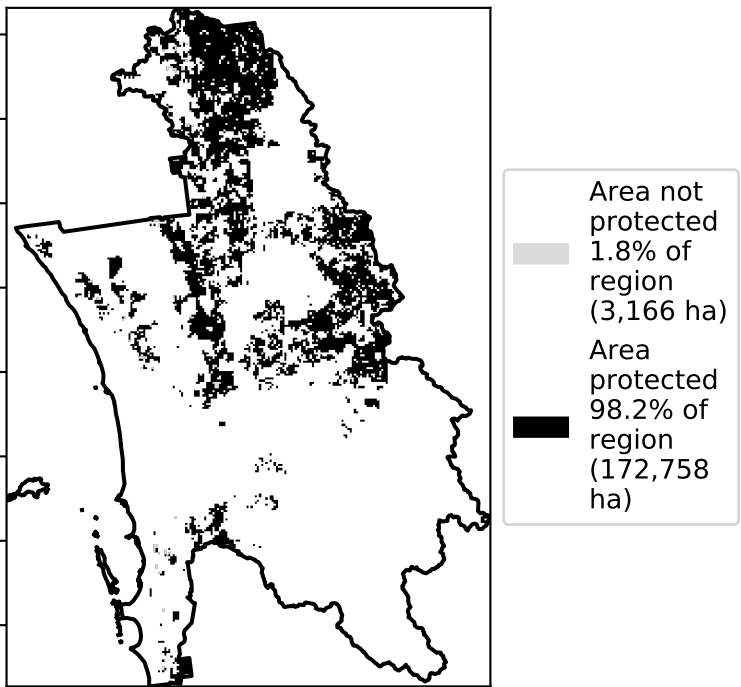 Area not
protected
1.8% of
region
(3,166 ha)
Area
protected
98.2% of
region
(172,758
ha)